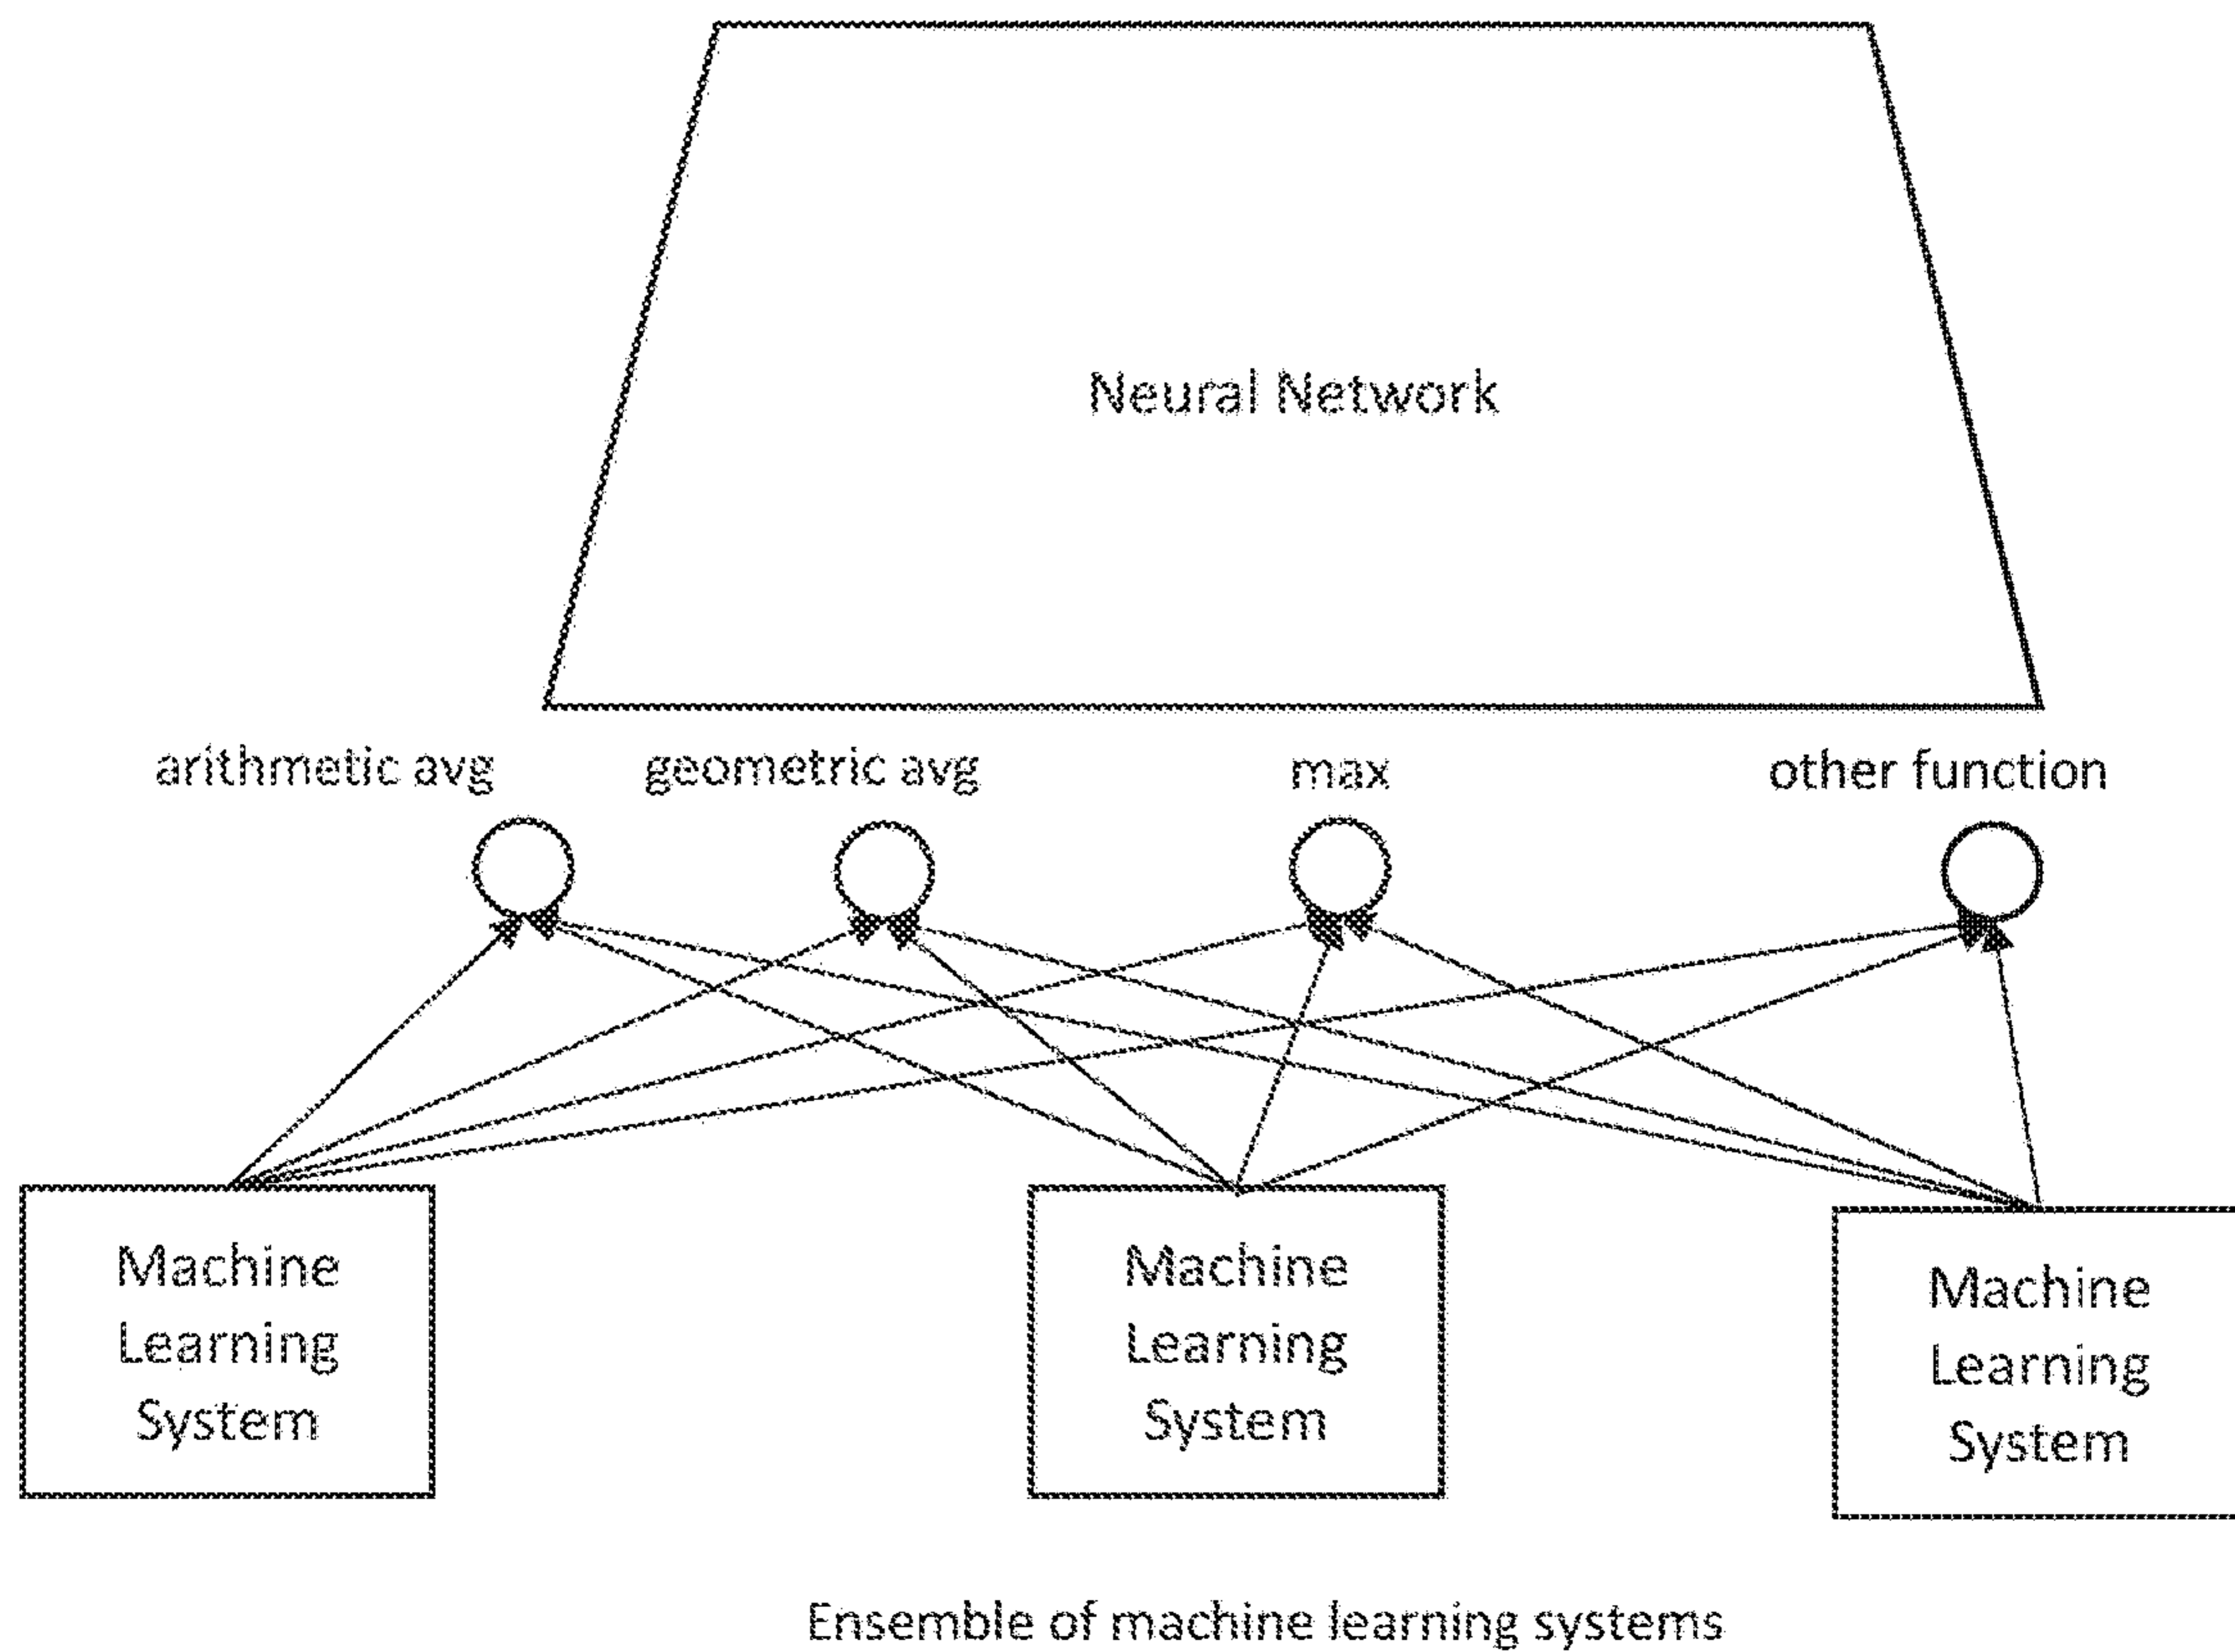 Neural Network
arithmetic avg
geometric avg
max
other function
Machine
Learning
System
Machine
Learning
System
Machine
Learning
System
Ensemble of machine learning systems